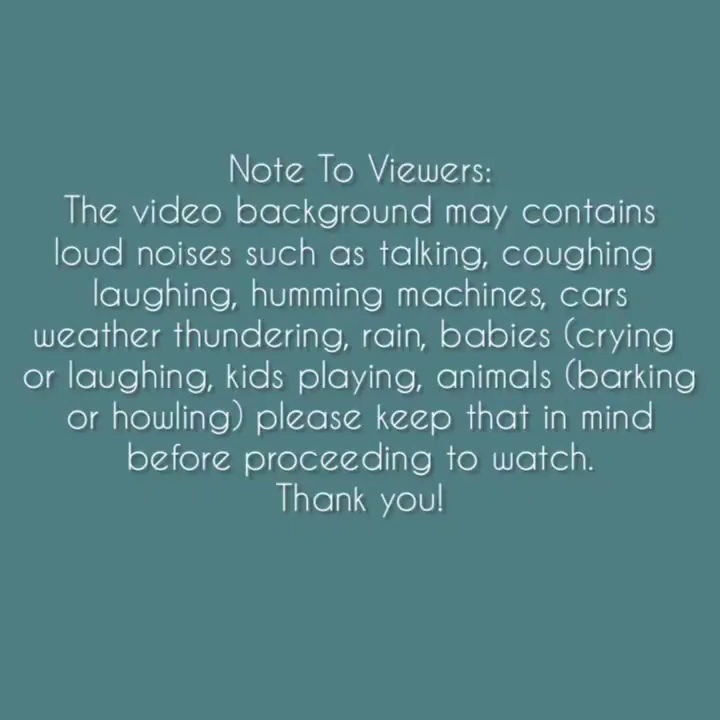 Note To Viewers:
The video background may contains
loud noises such as talking, coughing
laughing, humming machines, cars
weather thundering, rain, babies (crying
or laughing, kids playing, animals (barking
or howling) please keep that in mind
before proceeding to watch.
Thank you!